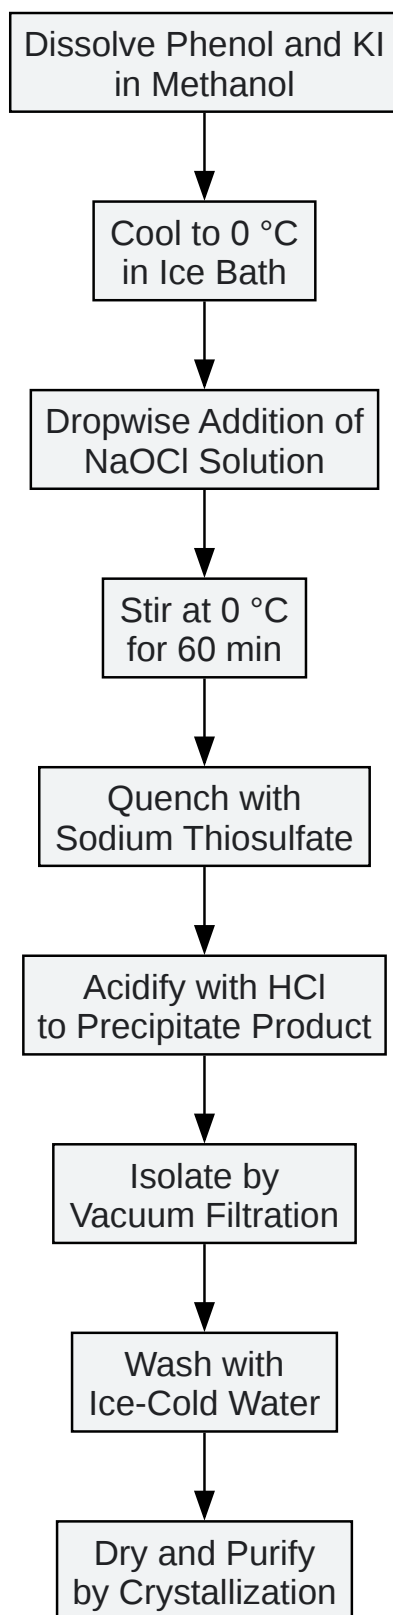 Dissolve Phenol and KI
in Methanol
Cool to 0 °C
in Ice Bath
Dropwise Addition of
NaOCl Solution
Stir at 0 °C
for 60 min
Quench with
Sodium Thiosulfate
Acidify with HCl
to Precipitate Product
Isolate by
Vacuum Filtration
Wash with
Ice-Cold Water
Dry and Purify
by Crystallization